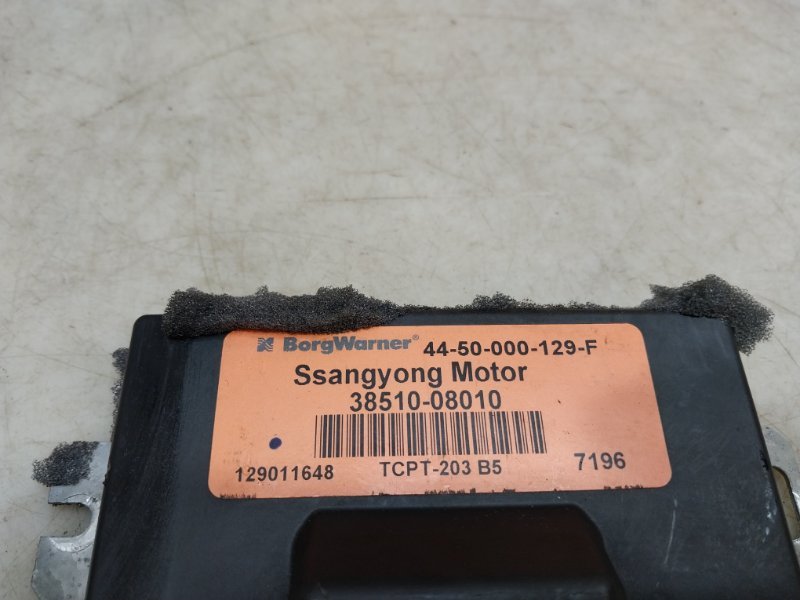 BorgWarner® 44-50-000-129-F
Ssangyong Motor
38510-08010
129011648 TCPT-203 B5 7196